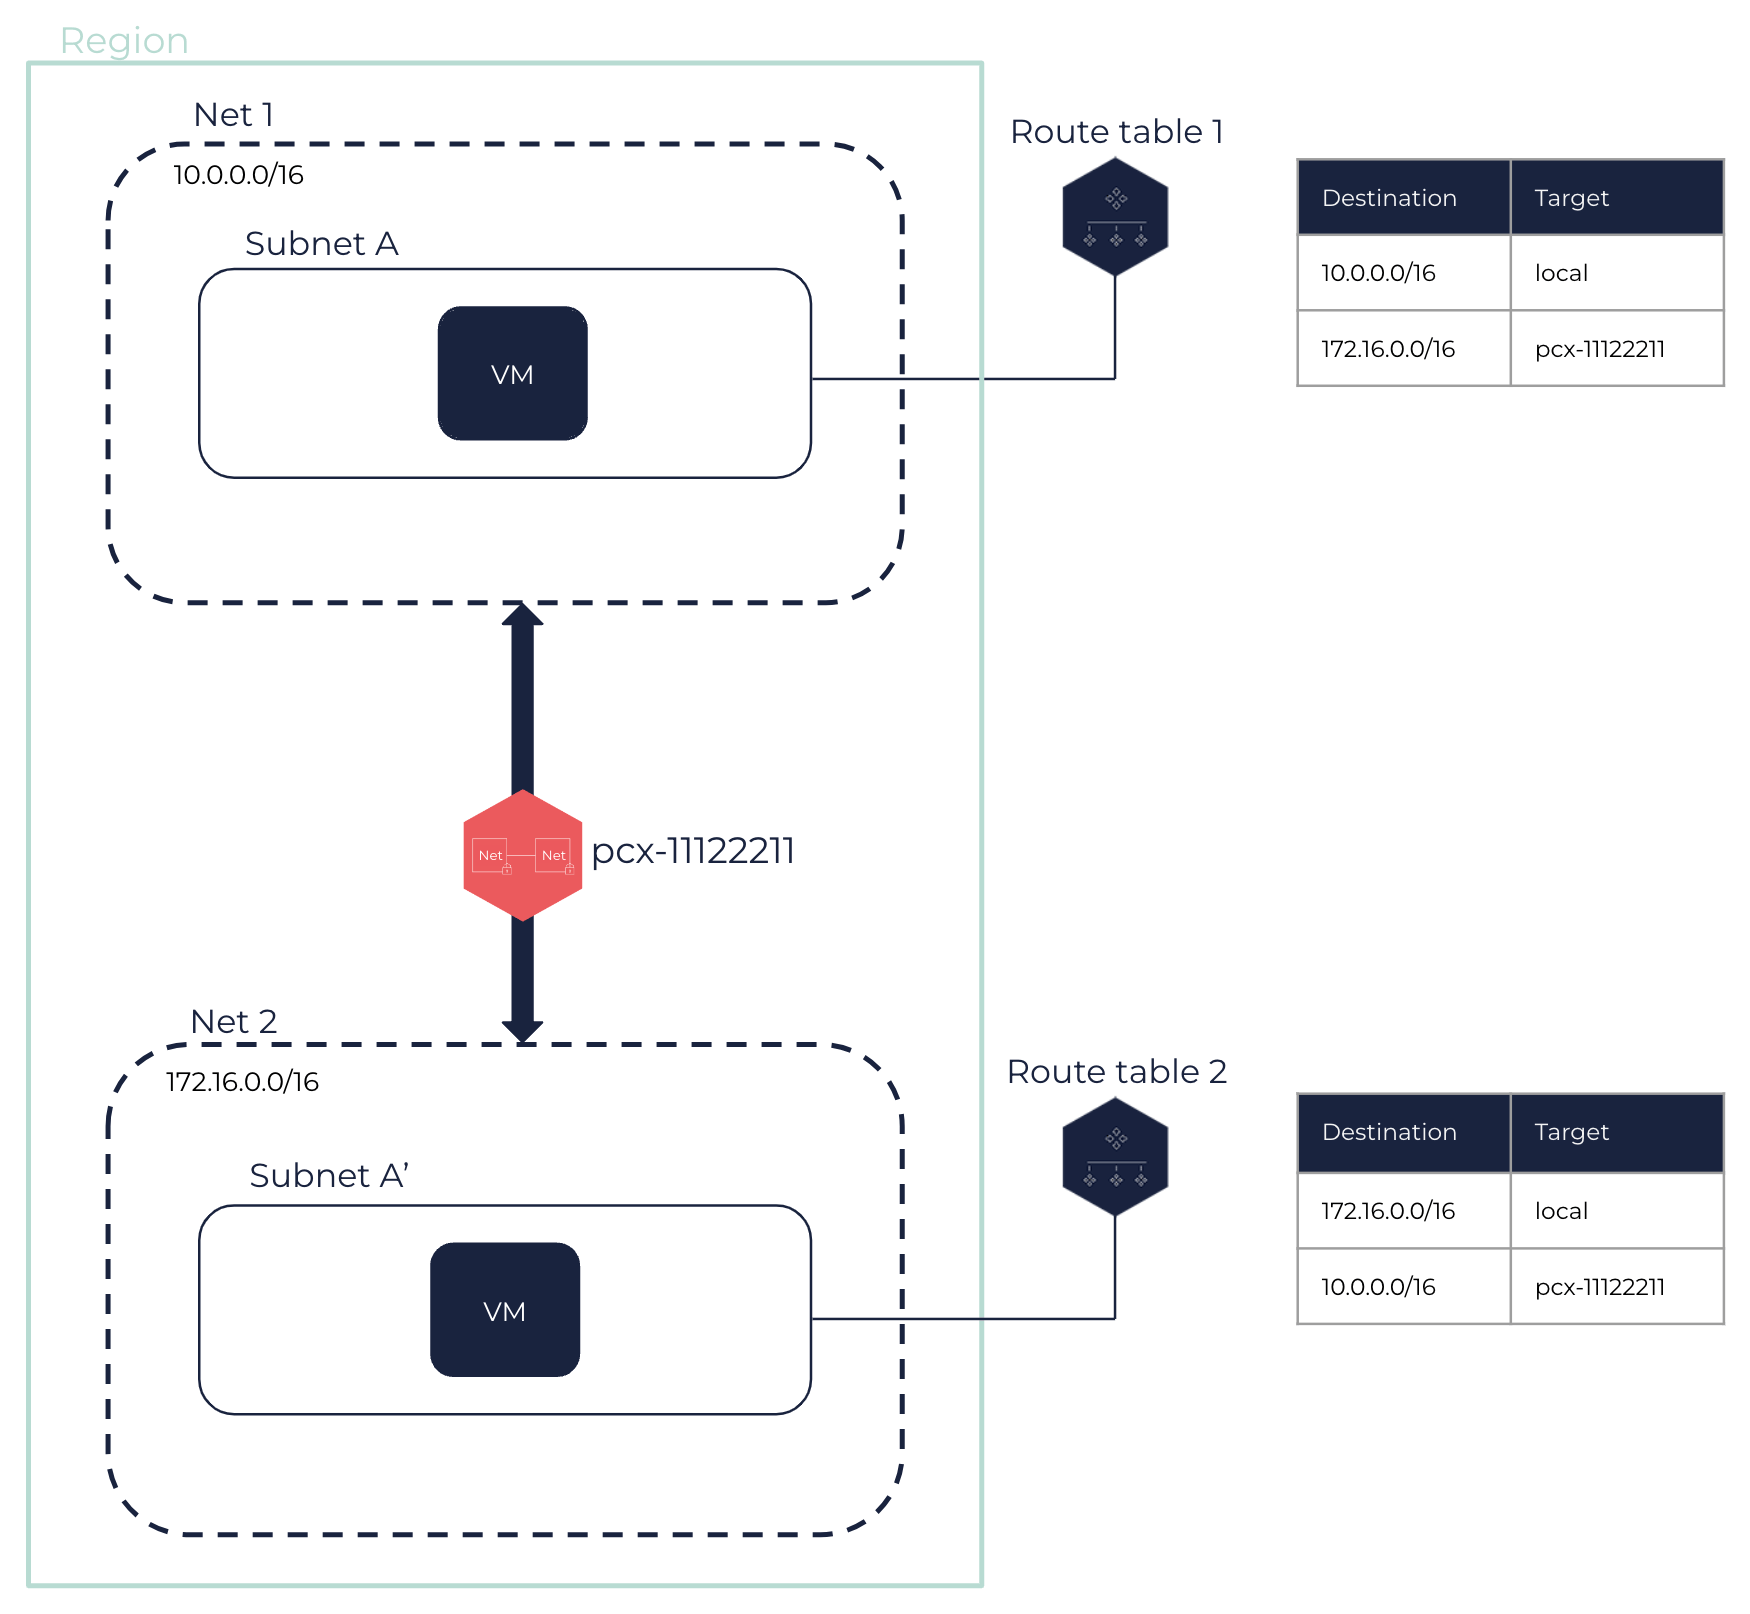 Region
Net 1
10.0.0.0/16
Subnet A
VM
Route table 1
Destination Target
10.0.0.0/16 local
172.16.0.0/16 pcx-11122211
Net Net
pcx-11122211
Net 2
172.16.0.0/16
Subnet A’
VM
Route table 2
Destination Target
172.16.0.0/16 local
10.0.0.0/16 pcx-11122211